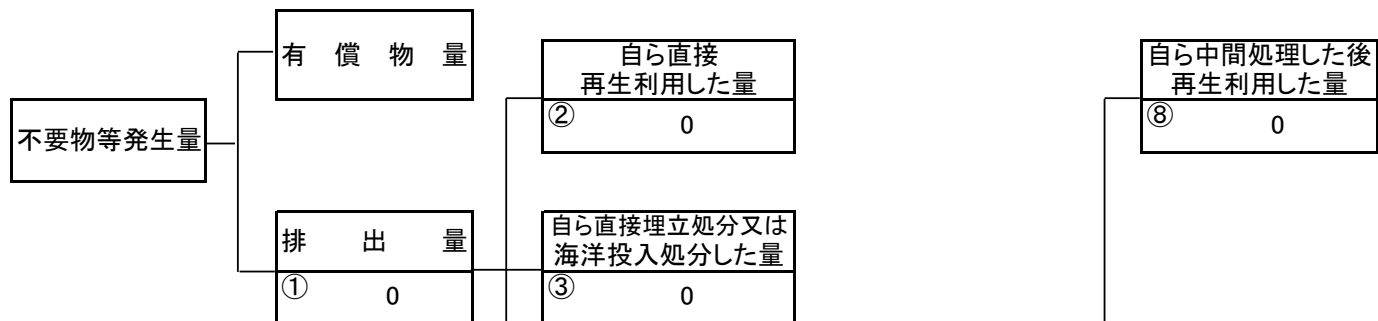 有償物量
自ら直接
再生利用した量
② 0
自ら中間処理した後
再生利用した量
⑧ 0
不要物等発生量
排出量
① 0
自ら直接埋立処分又は
海洋投入処分した量
③ 0